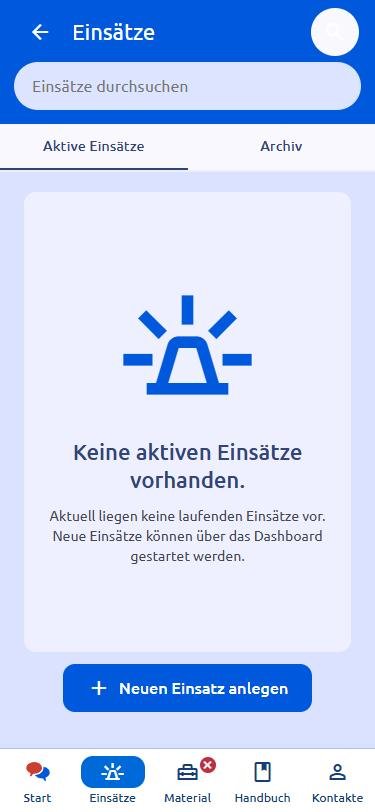 Einsätze
Einsätze durchsuchen
Aktive Einsätze
Archiv
Keine aktiven Einsätze
vorhanden.
Aktuell liegen keine laufenden Einsätze vor.
Neue Einsätze können über das Dashboard
gestartet werden.
Neuen Einsatz anlegen
Start
Einsätze
Material
Handbuch
Kontakte